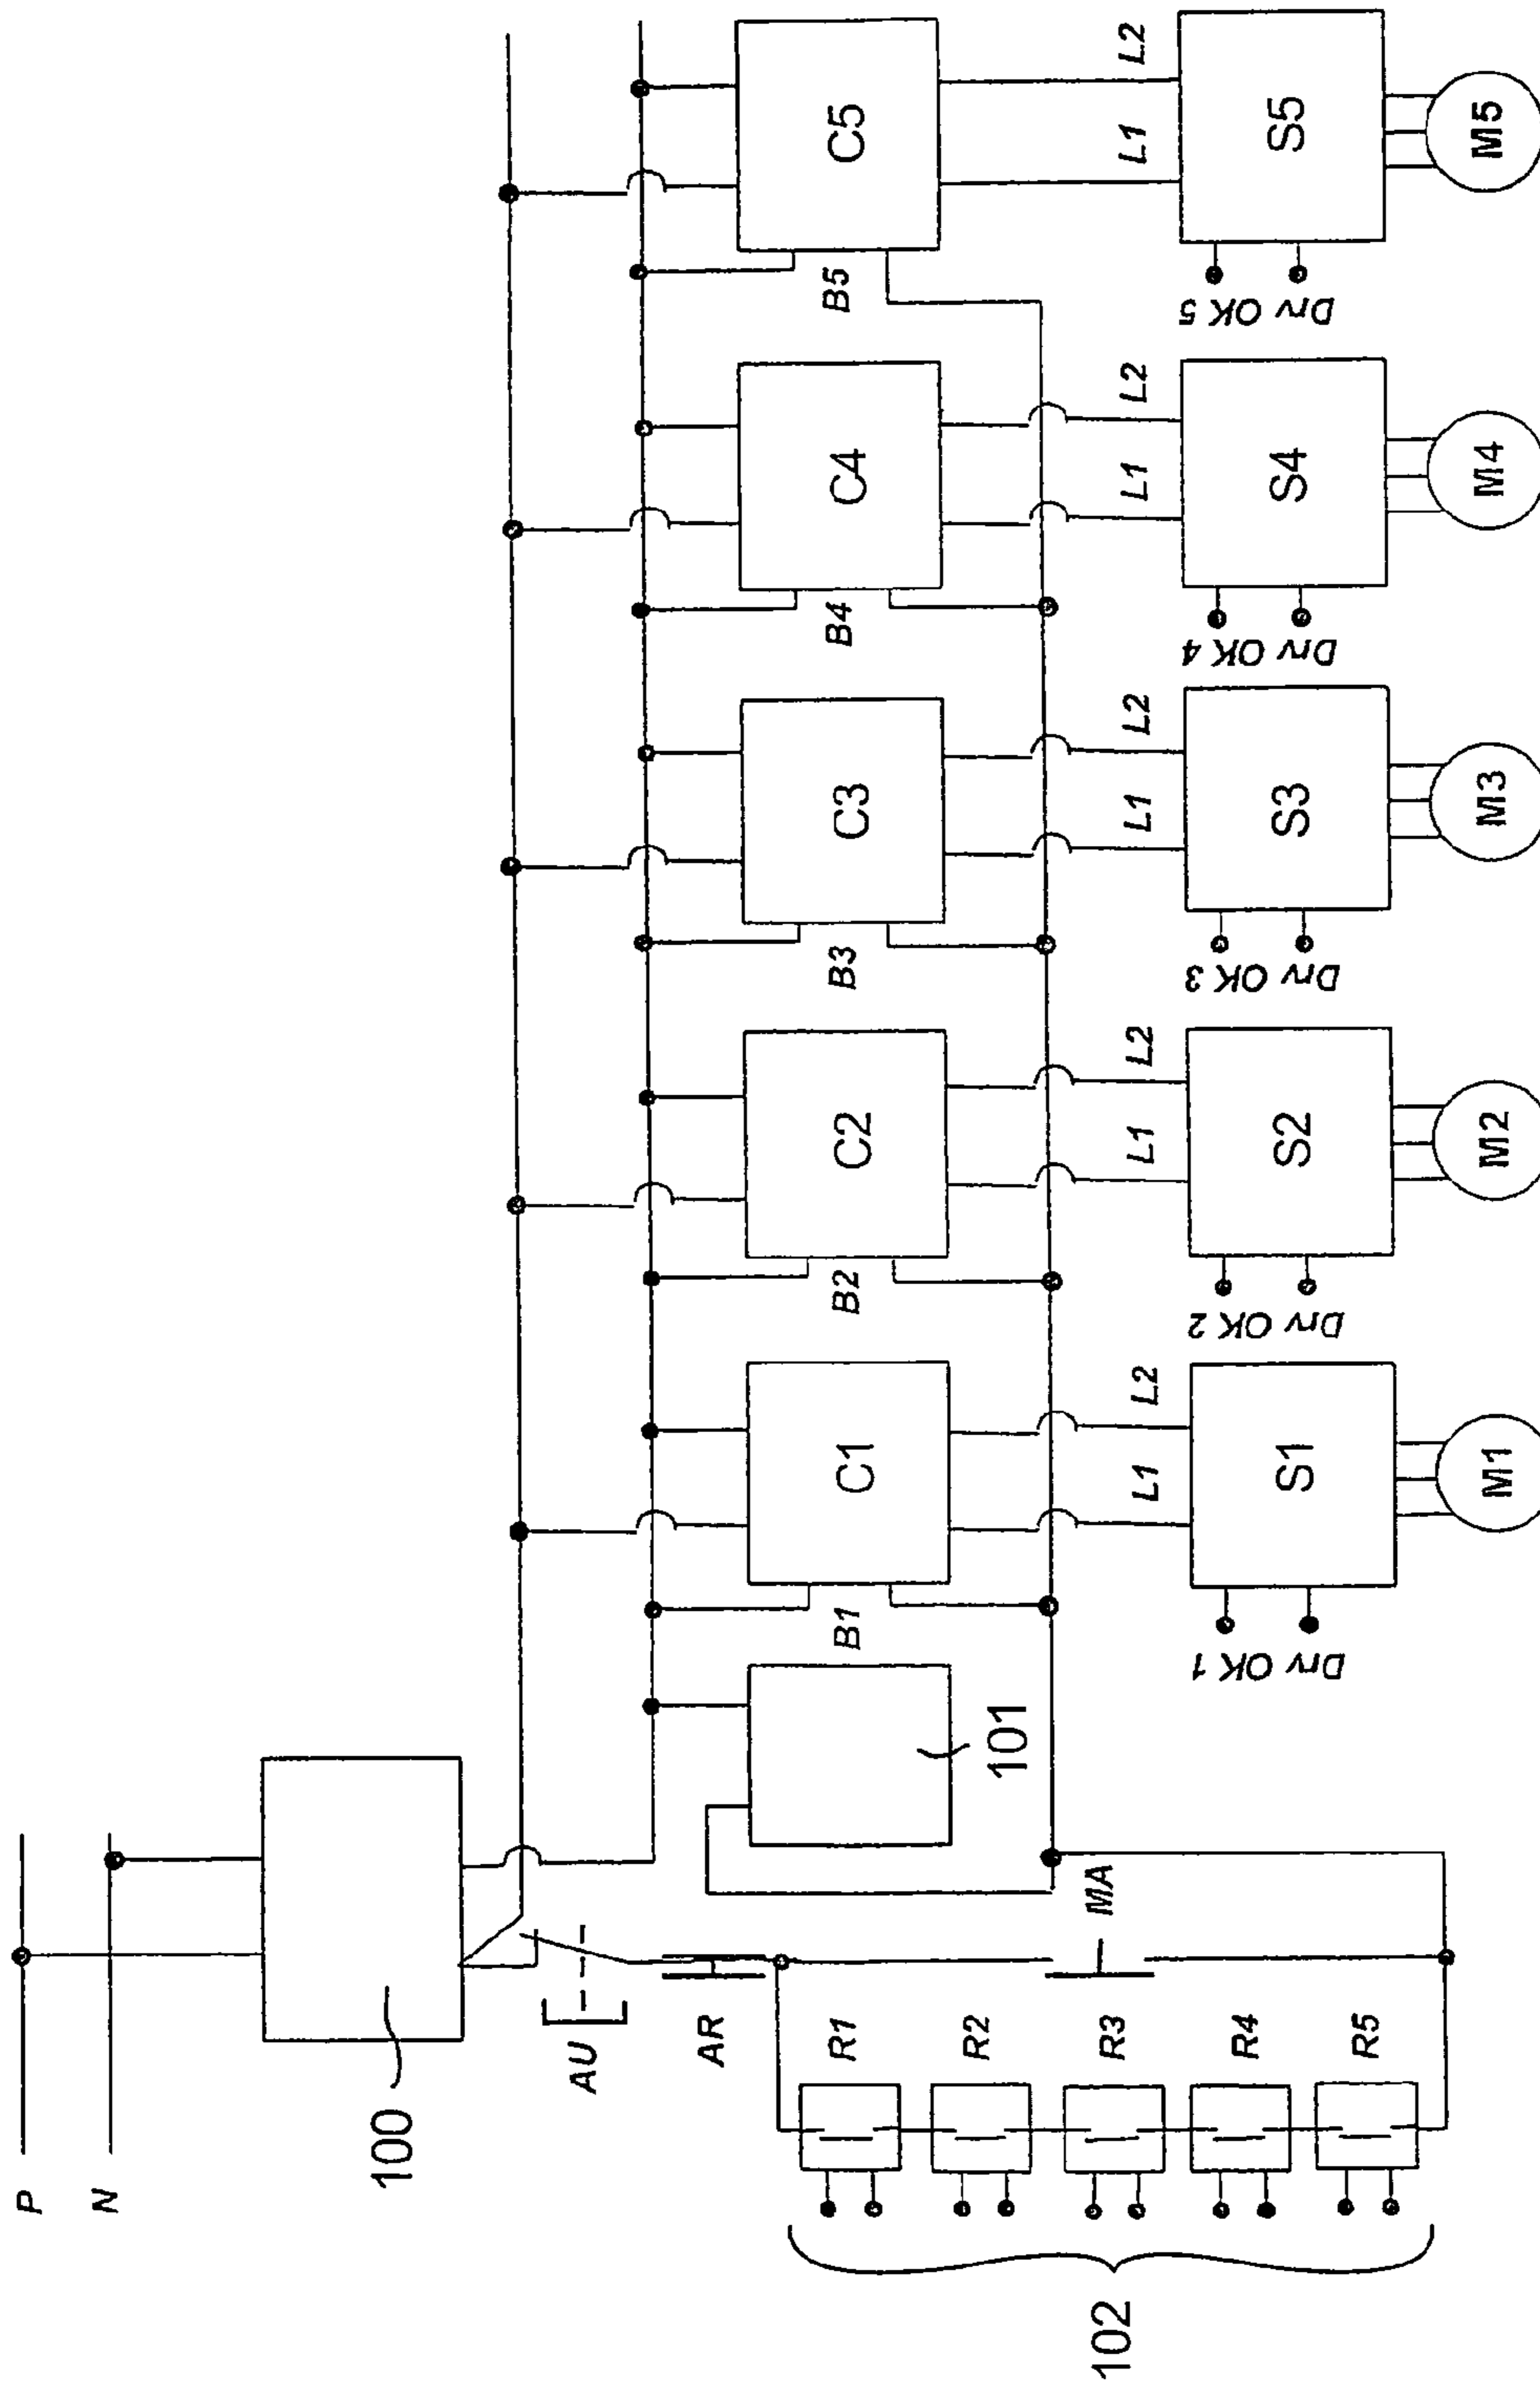 P
N
100
AU
AR
MA
R1
R2
R3
R4
R5
102
101
B1
C1
B2
C2
B3
C3
B4
C4
B5
C5
L1
L2
L1
L2
L1
L2
L1
L2
L1
L2
Drv OK 1
S1
Drv OK 2
S2
Drv OK 3
S3
Drv OK 4
S4
Drv OK 5
S5
M1
M2
M3
M4
M5